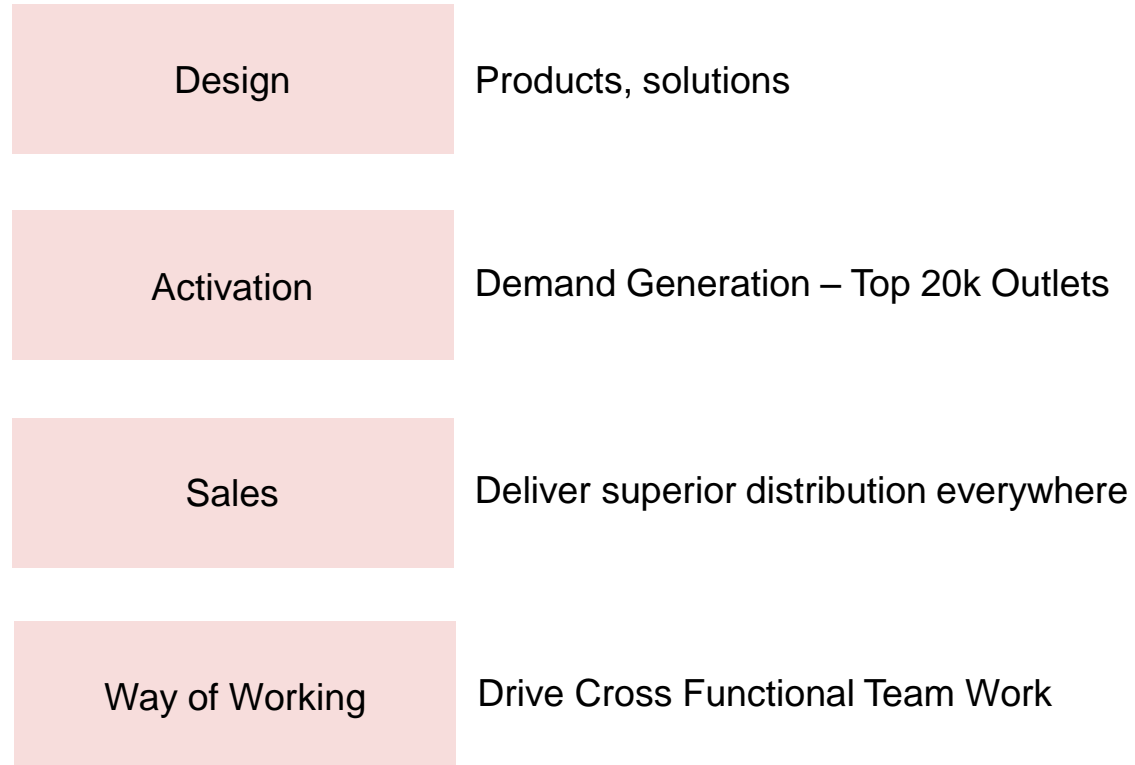 Design
Products, solutions
Activation
Demand Generation – Top 20k Outlets
Sales
Deliver superior distribution everywhere
Way of Working
Drive Cross Functional Team Work